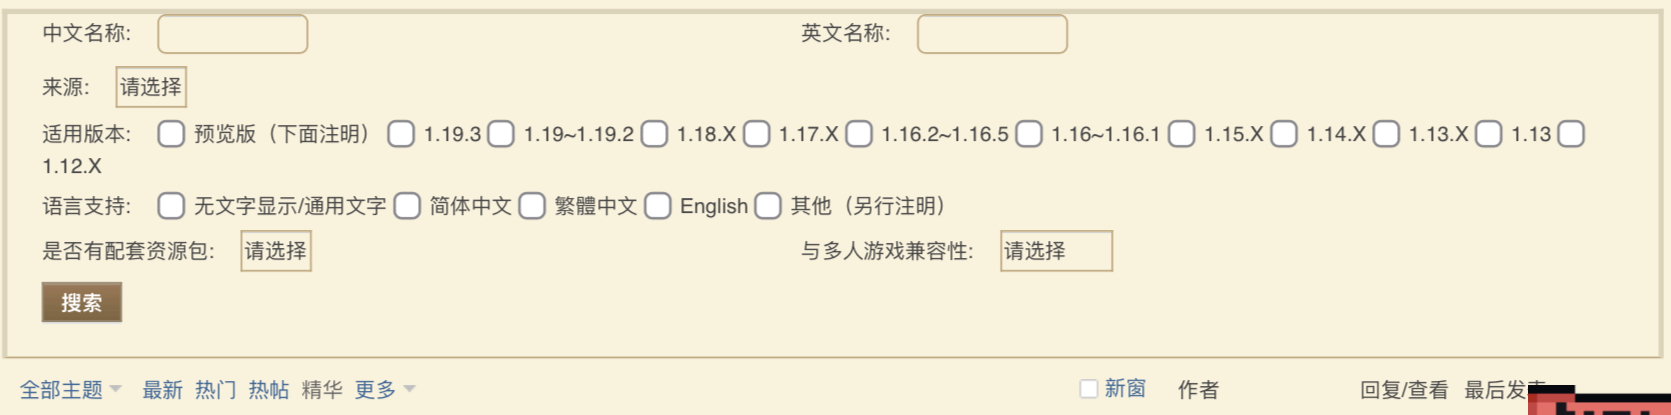 中文名称: 英文名称:
来源: 请选择
适用版本: 预览版（下面注明） 1.19.3 1.19~1.19.2 1.18.X 1.17.X 1.16.2~1.16.5 1.16~1.16.1 1.15.X 1.14.X 1.13.X 1.13
1.12.X
语言支持: 无文字显示/通用文字 简体中文 繁體中文 English 其他（另行注明）
是否有配套资源包: 请选择 与多人游戏兼容性: 请选择
搜索
全部主题 最新 热门 热帖 精华 更多 新窗 作者 回复/查看 最后发表